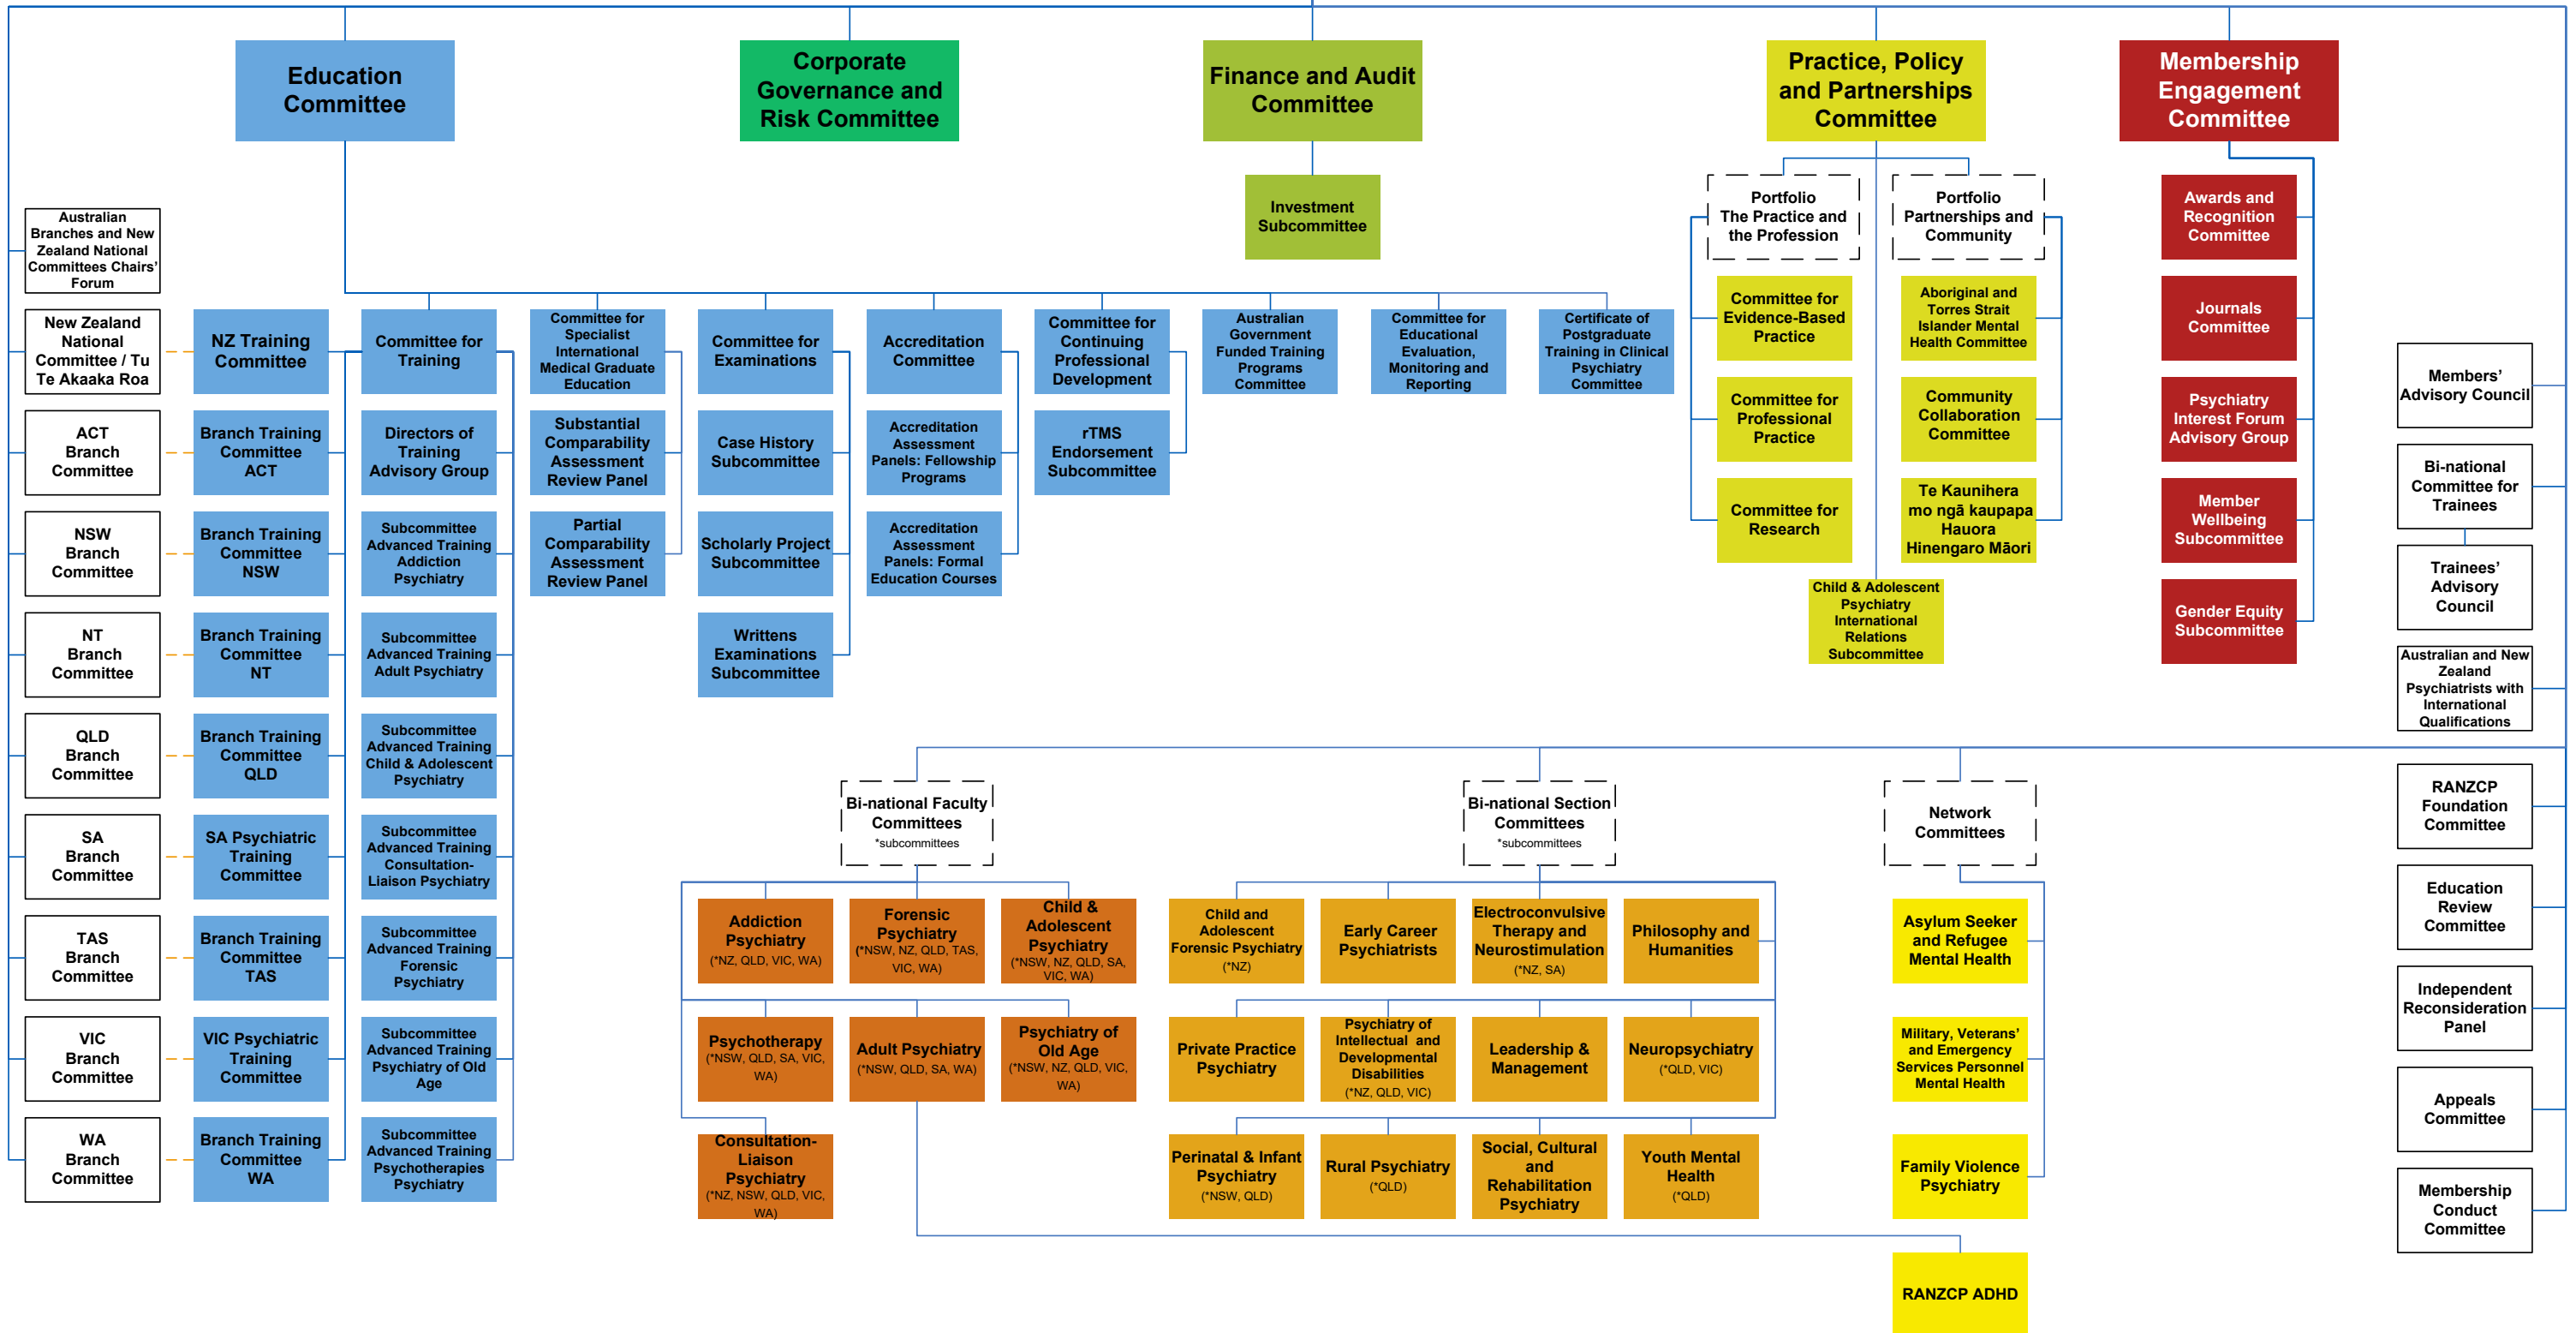 Education
Committee
Corporate
Governance and
Risk Committee
Finance and Audit
Committee
Practice, Policy
and Partnerships
Committee
Membership
Engagement
Committee
Investment
Subcommittee
Portfolio
The Practice and
the Profession
Portfolio
Partnerships and
Community
Awards and
Recognition
Committee
Australian
Branches and New
Zealand National
Committees Chairs’
Forum
New Zealand
National
Committee / Tu
Te Akaaka Roa
NZ Training
Committee
Committee for
Training
Committee for
Specialist
International
Medical Graduate
Education
Committee for
Examinations
Accreditation
Committee
Committee for
Continuing
Professional
Development
Australian
Government
Funded Training
Programs
Committee
Committee for
Educational
Evaluation,
Monitoring and
Reporting
Certificate of
Postgraduate
Training in Clinical
Psychiatry
Committee
Committee for
Evidence-Based
Practice
Aboriginal and
Torres Strait
Islander Mental
Health Committee
Journals
Committee
Members’
Advisory Council
ACT
Branch
Committee
Branch Training
Committee
ACT
Directors of
Training
Advisory Group
Substantial
Comparability
Assessment
Review Panel
Case History
Subcommittee
Accreditation
Assessment
Panels: Fellowship
Programs
rTMS
Endorsement
Subcommittee
Committee for
Professional
Practice
Community
Collaboration
Committee
Psychiatry
Interest Forum
Advisory Group
Bi-national
Committee for
Trainees
NSW
Branch
Committee
Branch Training
Committee
NSW
Subcommittee
Advanced Training
Addiction
Psychiatry
Partial
Comparability
Assessment
Review Panel
Scholarly Project
Subcommittee
Accreditation
Assessment
Panels: Formal
Education Courses
Committee for
Research
Te Kaunihera
mo ngā kaupapa
Hauora
Hinengaro Māori
Member
Wellbeing
Subcommittee
Trainees’
Advisory
Council
NT
Branch
Committee
Branch Training
Committee
NT
Subcommittee
Advanced Training
Adult Psychiatry
Writtens
Examinations
Subcommittee
Child & Adolescent
Psychiatry
International
Relations
Subcommittee
Gender Equity
Subcommittee
Australian and New
Zealand
Psychiatrists with
International
Qualifications
QLD
Branch
Committee
Branch Training
Committee
QLD
Subcommittee
Advanced Training
Child & Adolescent
Psychiatry
Bi-national Faculty
Committees
*subcommittees
Bi-national Section
Committees
*subcommittees
Network
Committees
RANZCP
Foundation
Committee
SA
Branch
Committee
SA Psychiatric
Training
Committee
Subcommittee
Advanced Training
Consultation-
Liaison Psychiatry
Addiction
Psychiatry
(*NZ, QLD, VIC, WA)
Forensic
Psychiatry
(*NSW, NZ, QLD, TAS,
VIC, WA)
Child &
Adolescent
Psychiatry
(*NSW, NZ, QLD, SA,
VIC, WA)
Child and
Adolescent
Forensic Psychiatry
(*NZ)
Early Career
Psychiatrists
Electroconvulsive
Therapy and
Neurostimulation
(*NZ, SA)
Philosophy and
Humanities
Asylum Seeker
and Refugee
Mental Health
Education
Review
Committee
TAS
Branch
Committee
Branch Training
Committee
TAS
Subcommittee
Advanced Training
Forensic
Psychiatry
Independent
Reconsideration
Panel
VIC
Branch
Committee
VIC Psychiatric
Training
Committee
Subcommittee
Advanced Training
Psychiatry of Old
Age
Psychotherapy
(*NSW, QLD, SA, VIC,
WA)
Adult Psychiatry
(*NSW, QLD, SA, WA)
Psychiatry of
Old Age
(*NSW, NZ, QLD, VIC,
WA)
Private Practice
Psychiatry
Psychiatry of
Intellectual and
Developmental
Disabilities
(*NZ, QLD, VIC)
Leadership &
Management
Neuropsychiatry
(*QLD, VIC)
Military, Veterans’
and Emergency
Services Personnel
Mental Health
Appeals
Committee
WA
Branch
Committee
Branch Training
Committee
WA
Subcommittee
Advanced Training
Psychotherapies
Psychiatry
Consultation-
Liaison
Psychiatry
(*NZ, NSW, QLD, VIC,
WA)
Perinatal & Infant
Psychiatry
(*NSW, QLD)
Rural Psychiatry
(*QLD)
Social, Cultural
and
Rehabilitation
Psychiatry
Youth Mental
Health
(*QLD)
Family Violence
Psychiatry
Membership
Conduct
Committee
RANZCP ADHD